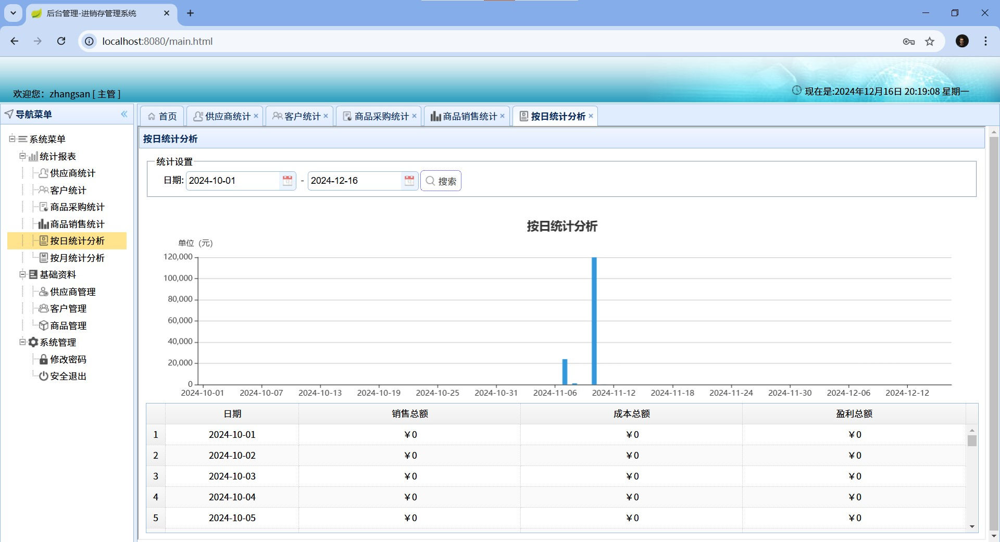 后台管理-进销存管理系统
localhost:8080/main.html
欢迎您：zhangsan [ 主管 ]
现在是:2024年12月16日 20:19:08 星期一
导航菜单
首页
供应商统计
客户统计
商品采购统计
商品销售统计
按日统计分析
系统菜单
统计报表
供应商统计
客户统计
商品采购统计
商品销售统计
按日统计分析
按月统计分析
基础资料
供应商管理
客户管理
商品管理
系统管理
修改密码
安全退出
按日统计分析
统计设置
日期: 2024-10-01 - 2024-12-16 搜索
按日统计分析
单位（元）
120,000
100,000
80,000
60,000
40,000
20,000
0
2024-10-01 2024-10-07 2024-10-13 2024-10-19 2024-10-25 2024-10-31 2024-11-06 2024-11-12 2024-11-18 2024-11-24 2024-11-30 2024-12-06 2024-12-12
日期 销售总额 成本总额 盈利总额
1 2024-10-01 ￥0 ￥0 ￥0
2 2024-10-02 ￥0 ￥0 ￥0
3 2024-10-03 ￥0 ￥0 ￥0
4 2024-10-04 ￥0 ￥0 ￥0
5 2024-10-05 ￥0 ￥0 ￥0